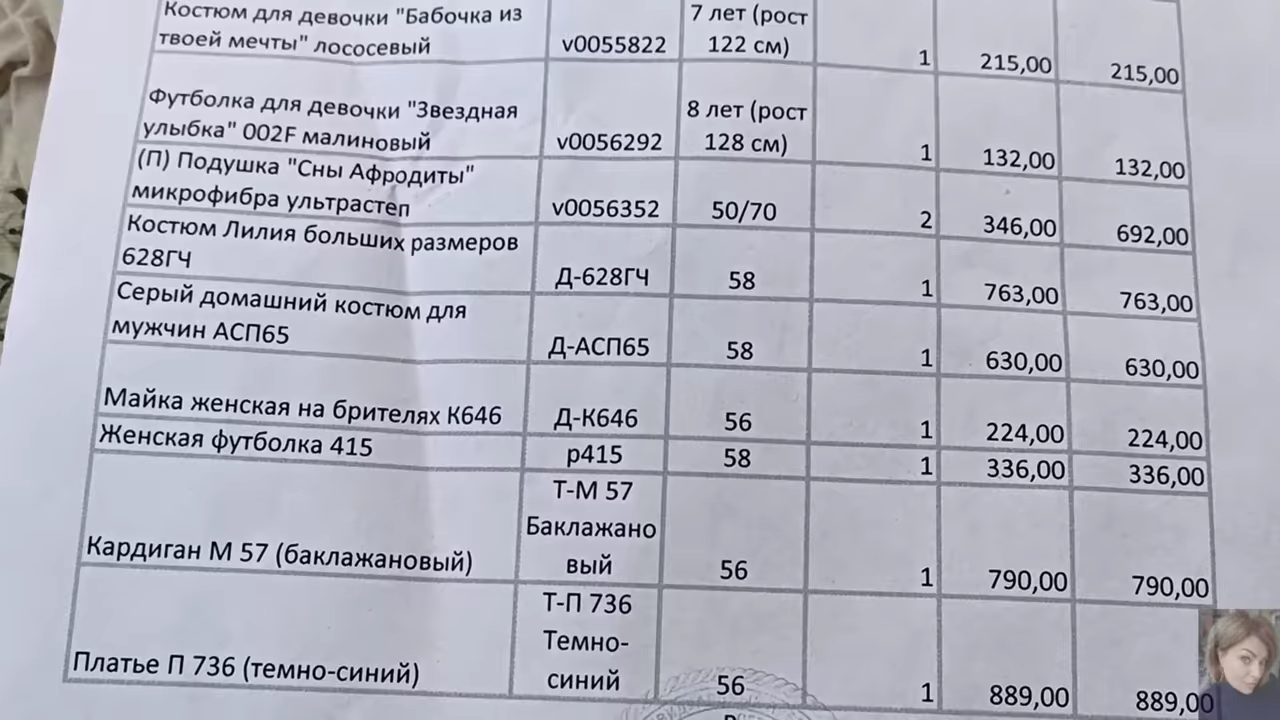 Костюм для девочки "Бабочка из
твоей мечты" лососевый
v0055822
7 лет (рост
122 см)
1
215,00
215,00
Футболка для девочки "Звездная
улыбка" 002F малиновый
v0056292
8 лет (рост
128 см)
1
132,00
132,00
(П) Подушка "Сны Афродиты"
микрофибра ультрастеп
v0056352
50/70
2
346,00
692,00
Костюм Лилия больших размеров
628ГЧ
Д-628ГЧ
58
1
763,00
763,00
Серый домашний костюм для
мужчин АСП65
Д-АСП65
58
1
630,00
630,00
Майка женская на брителях К646
Д-К646
56
1
224,00
224,00
Женская футболка 415
р415
58
1
336,00
336,00
Кардиган М 57 (баклажановый)
Т-М 57
Баклажано
вый
56
1
790,00
790,00
Платье П 736 (темно-синий)
Т-П 736
Темно-
синий
56
1
889,00
889,00